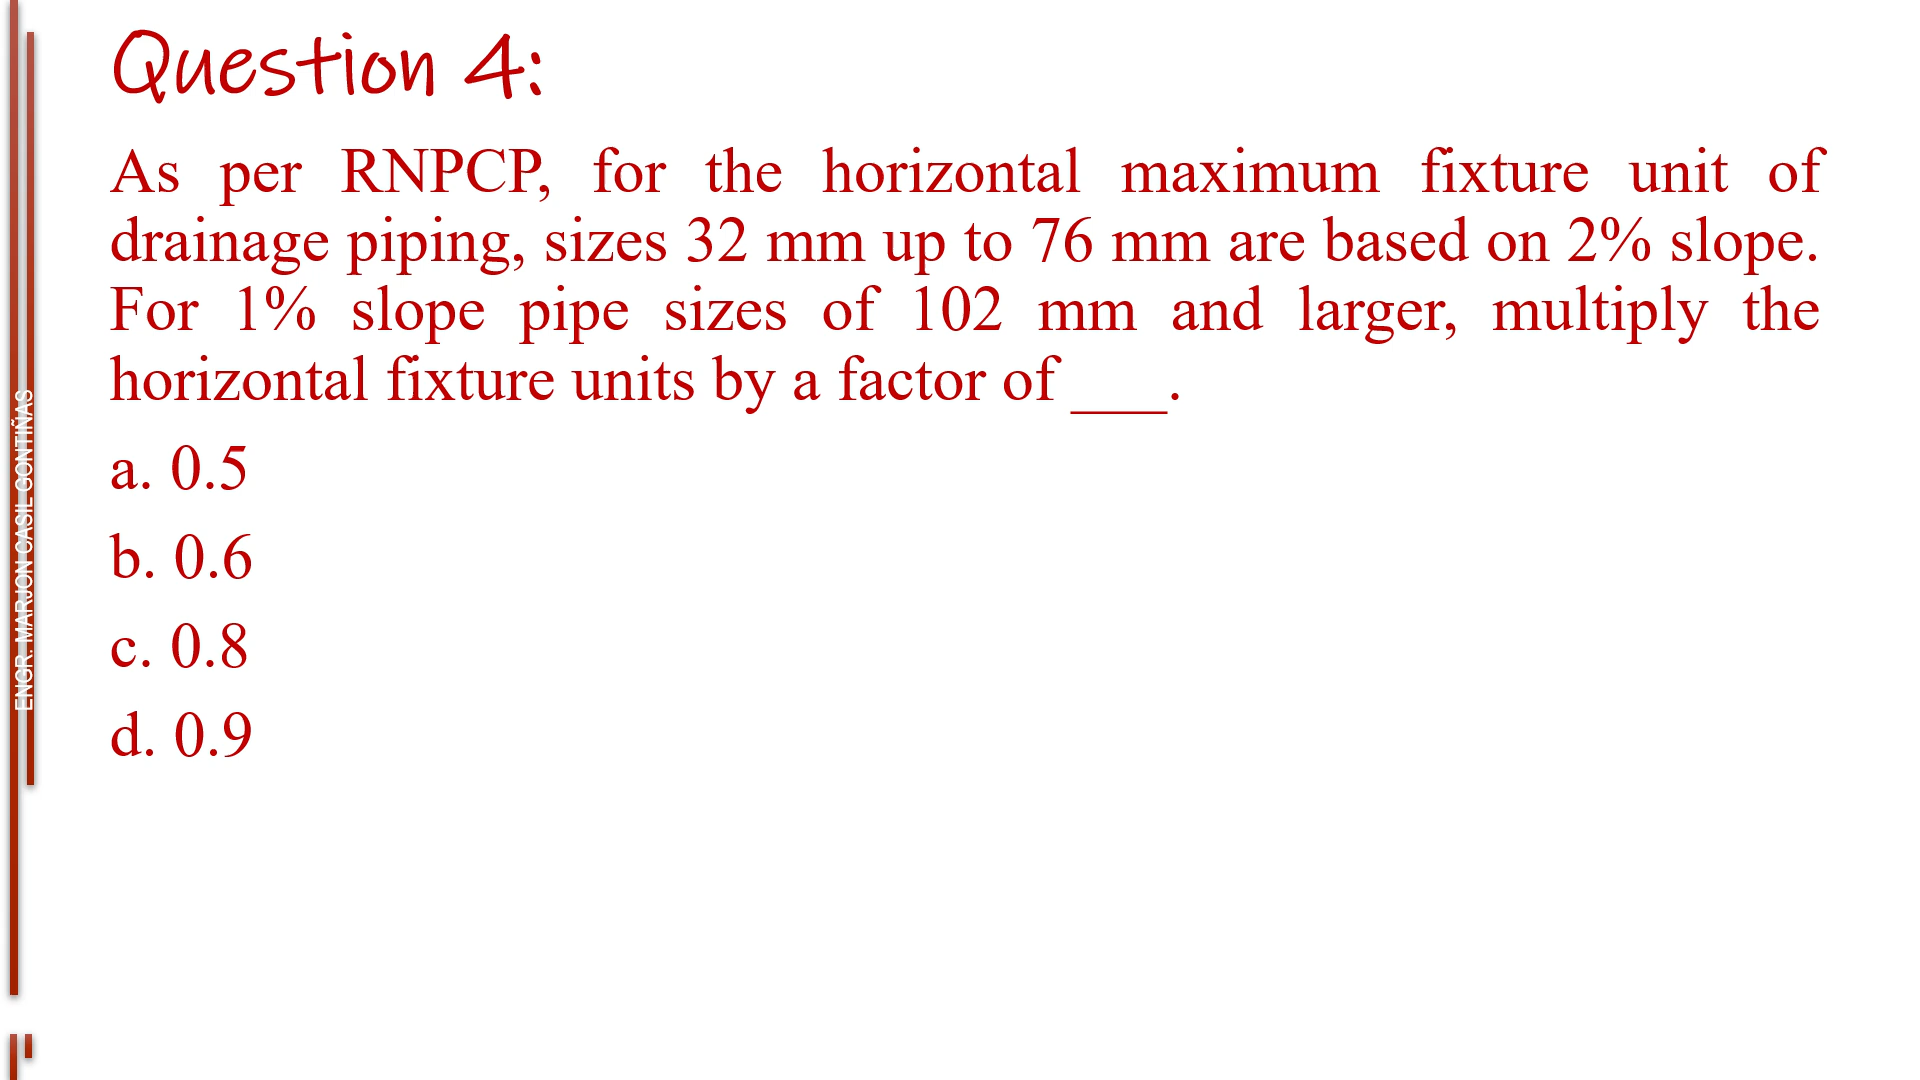 Question 4:
As per RNPCP, for the horizontal maximum fixture unit of
drainage piping, sizes 32 mm up to 76 mm are based on 2% slope.
For 1% slope pipe sizes of 102 mm and larger, multiply the
horizontal fixture units by a factor of ___.
a. 0.5
b. 0.6
c. 0.8
d. 0.9
ENGR. MARJON CASIL GONTIÑAS